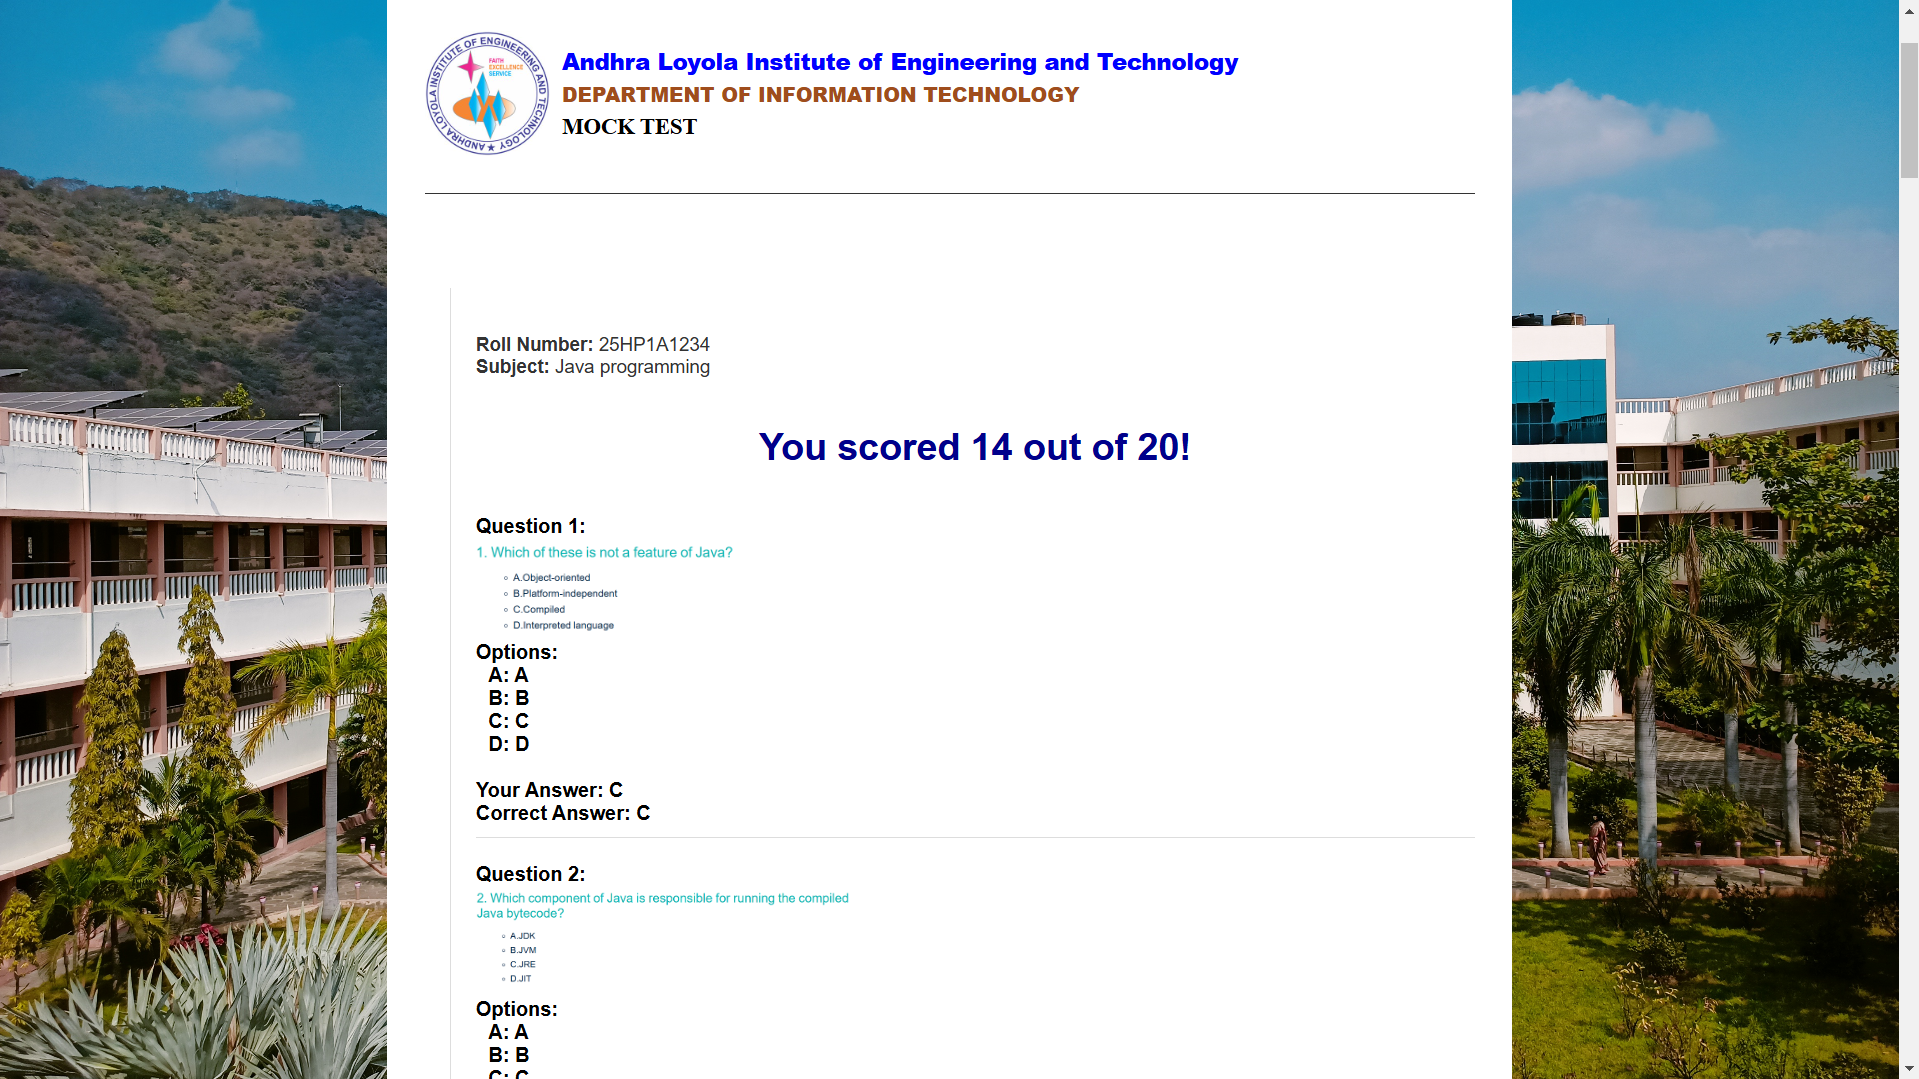 ANDHRA LOYOLA INSTITUTE OF ENGINEERING AND TECHNOLOGY
FAITH
EXCELLENCE
SERVICE
Andhra Loyola Institute of Engineering and Technology
DEPARTMENT OF INFORMATION TECHNOLOGY
MOCK TEST
Roll Number: 25HP1A1234
Subject: Java programming
You scored 14 out of 20!
Question 1:
1. Which of these is not a feature of Java?
A.Object-oriented
B.Platform-independent
C.Compiled
D.Interpreted language
Options:
A: A
B: B
C: C
D: D
Your Answer: C
Correct Answer: C
Question 2:
2. Which component of Java is responsible for running the compiled
Java bytecode?
A.JDK
B.JVM
C.JRE
D.JIT
Options:
A: A
B: B
C: C